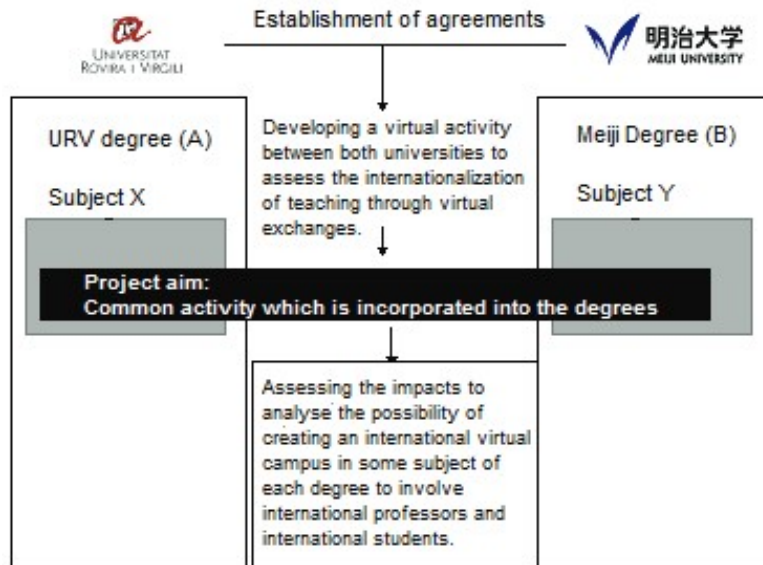 Establishment of agreements
UNIVERSITAT
ROVIRA I VIRGILI
明治大学
MEIJI UNIVERSITY
URV degree (A)
Subject X
Developing a virtual activity
between both universities to
assess the internationalization
of teaching through virtual
exchanges.
Meiji Degree (B)
Subject Y
Project aim:
Common activity which is incorporated into the degrees
Assessing the impacts to
analyse the possibility of
creating an international virtual
campus in some subject of
each degree to involve
international professors and
international students.